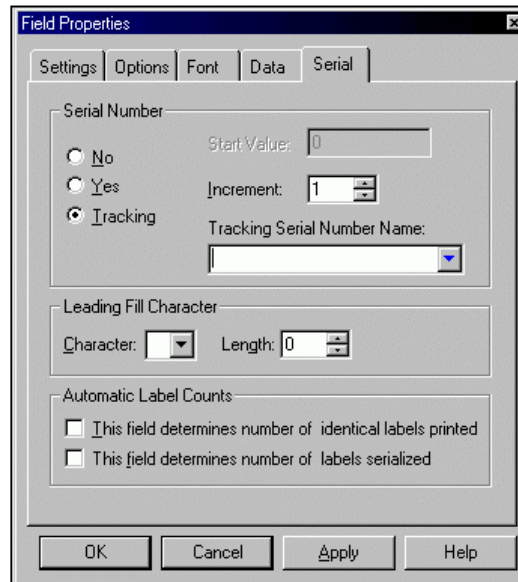 Field Properties
Settings Options Font Data Serial
Serial Number
No
Yes
Tracking
Start Value: 0
Increment: 1
Tracking Serial Number Name:
Leading Fill Character
Character: Length: 0
Automatic Label Counts
This field determines number of identical labels printed
This field determines number of labels serialized
OK Cancel Apply Help